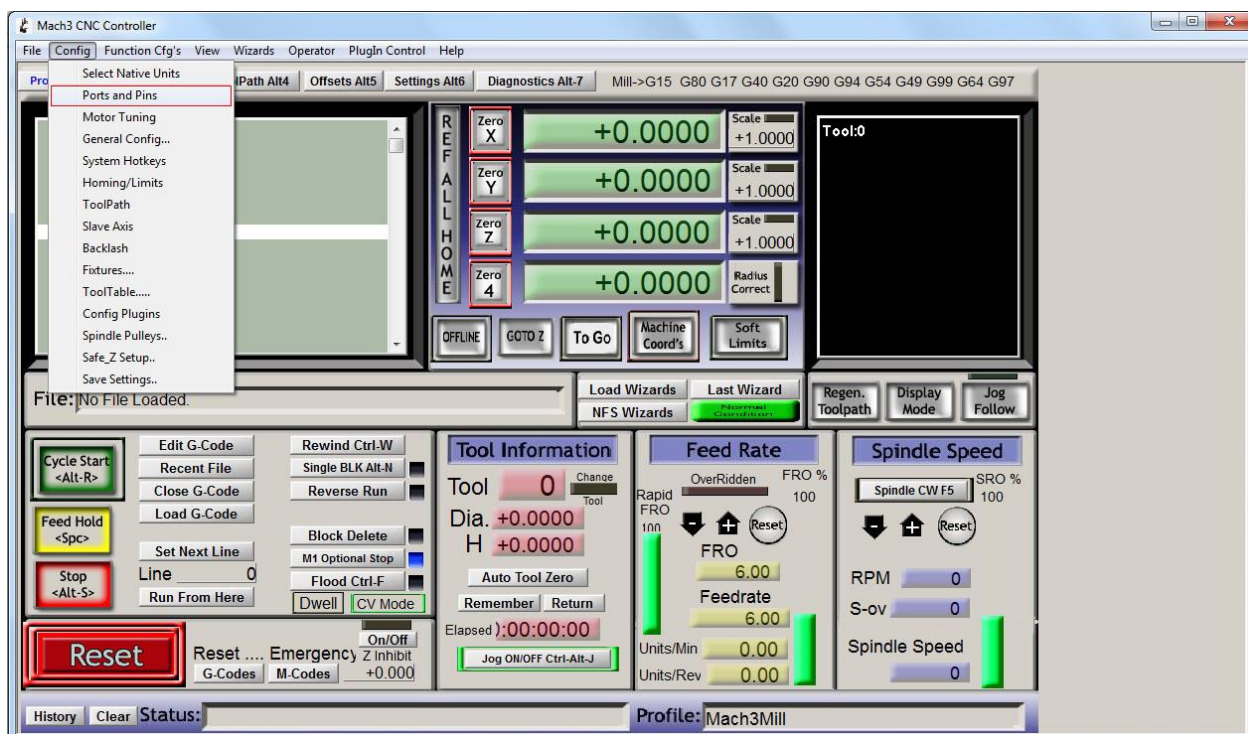 Mach3 CNC Controller
File Config Function Cfg's View Wizards Operator PlugIn Control Help
Select Native Units
Ports and Pins
Motor Tuning
General Config...
System Hotkeys
Homing/Limits
ToolPath
Slave Axis
Backlash
Fixtures....
ToolTable.....
Config Plugins
Spindle Pulleys..
Safe_Z Setup..
Save Settings..
Offsets Alt5 Settings Alt6 Diagnostics Alt-7 Mill->G15 G80 G17 G40 G20 G90 G94 G54 G49 G99 G64 G97
REF ALL HOME
Zero X +0.0000 Scale +1.0000
Zero Y +0.0000 Scale +1.0000
Zero Z +0.0000 Scale +1.0000
Zero 4 +0.0000 Radius Correct
OFFLINE GOTO Z To Go Machine Coord's Soft Limits
Tool:0
File: No File Loaded.
Load Wizards Last Wizard
NFS Wizards Normal Condition
Regen. Toolpath Display Mode Jog Follow
Cycle Start <Alt-R>
Feed Hold <Spc>
Stop <Alt-S>
Edit G-Code
Recent File
Close G-Code
Load G-Code
Set Next Line
Line 0
Run From Here
Rewind Ctrl-W
Single BLK Alt-N
Reverse Run
Block Delete
M1 Optional Stop
Flood Ctrl-F
Dwell CV Mode
Reset
Reset .... Emergency
G-Codes M-Codes
On/Off
Z Inhibit
+0.000
Tool Information
Tool 0 Change Tool
Dia. +0.0000
H +0.0000
Auto Tool Zero
Remember Return
Elapsed ):00:00:00
Jog ON/OFF Ctrl-Alt-J
Feed Rate
OverRidden FRO % 100
Rapid FRO 100
Reset
FRO
6.00
Feedrate
6.00
Units/Min 0.00
Units/Rev 0.00
Spindle Speed
Spindle CW F5 SRO % 100
Reset
RPM 0
S-ov 0
Spindle Speed
0
History Clear Status:
Profile: Mach3Mill